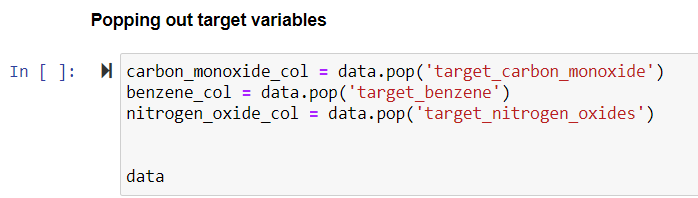 Popping out target variables
In [ ]:
carbon_monoxide_col = data.pop('target_carbon_monoxide')
benzene_col = data.pop('target_benzene')
nitrogen_oxide_col = data.pop('target_nitrogen_oxides')
data